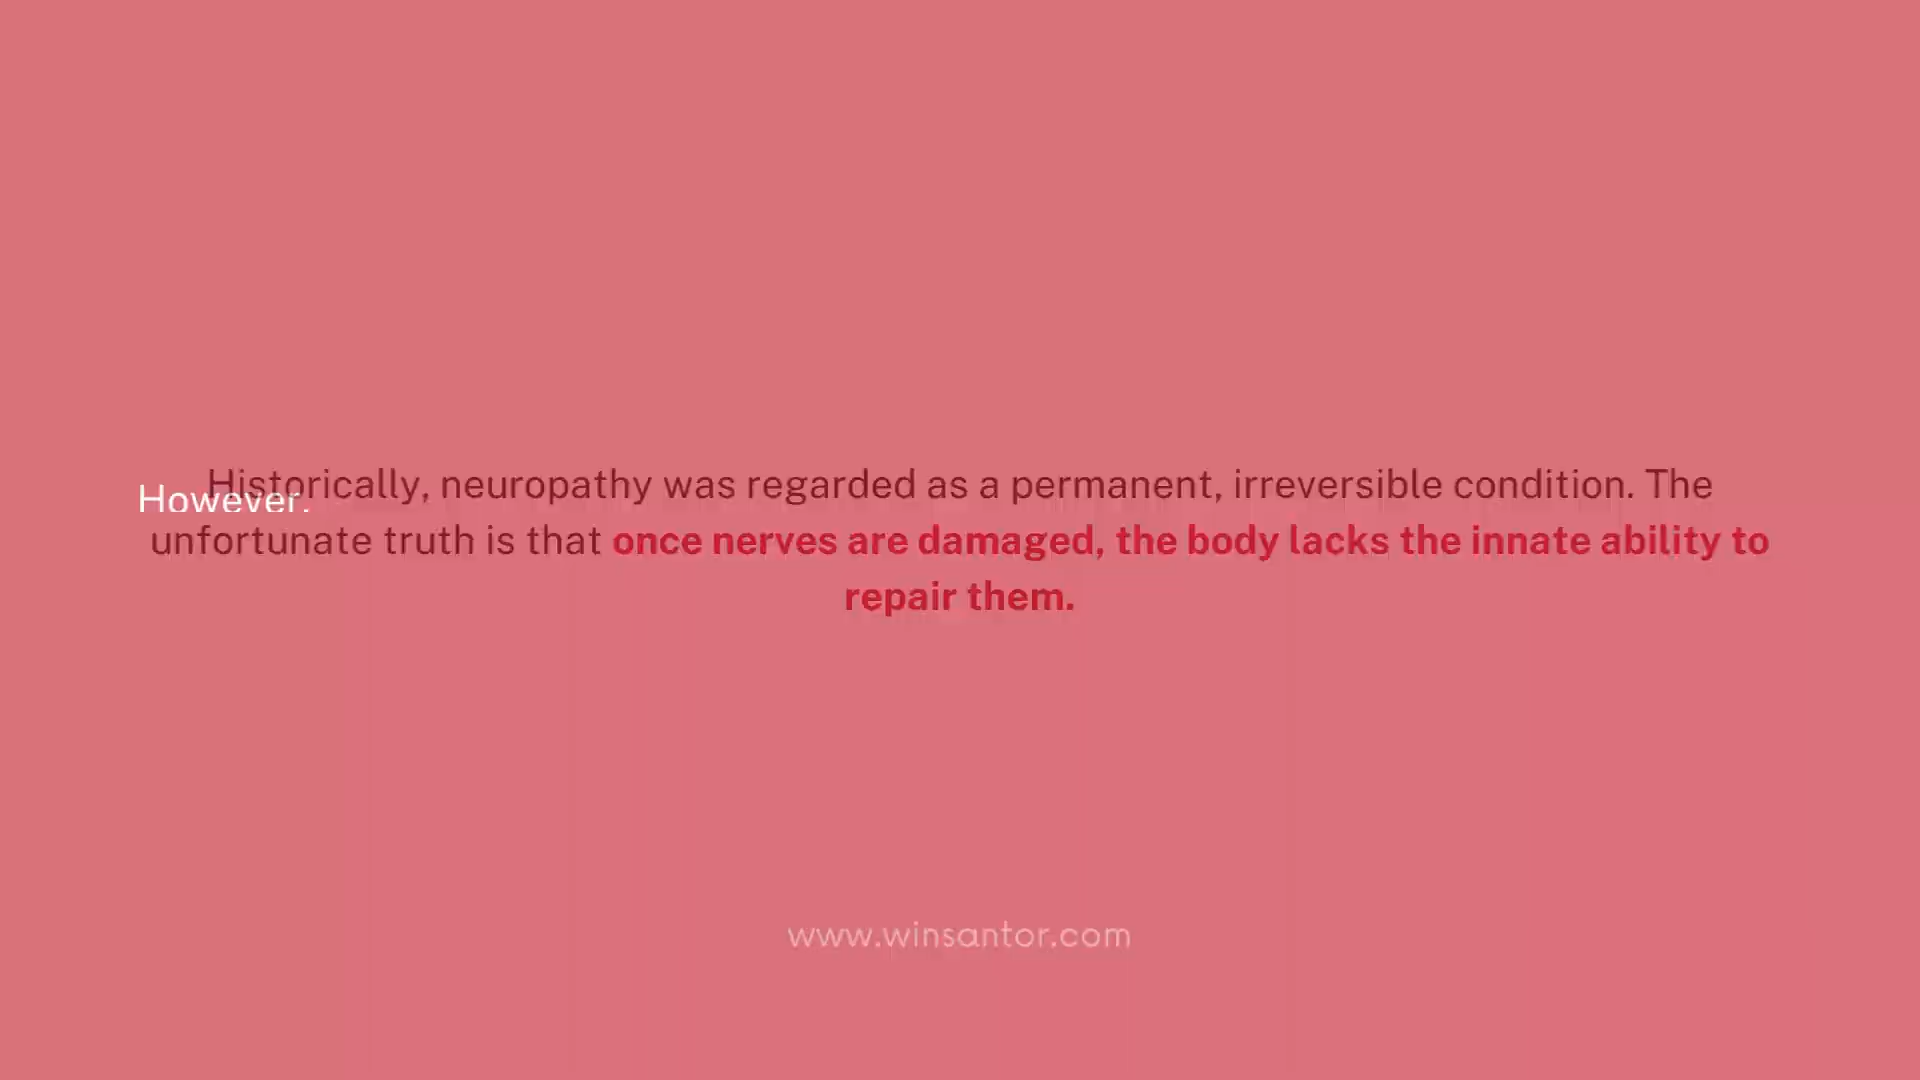 Historically, neuropathy was regarded as a permanent, irreversible condition. The
However,
unfortunate truth is that once nerves are damaged, the body lacks the innate ability to
repair them.
www.winsantor.com